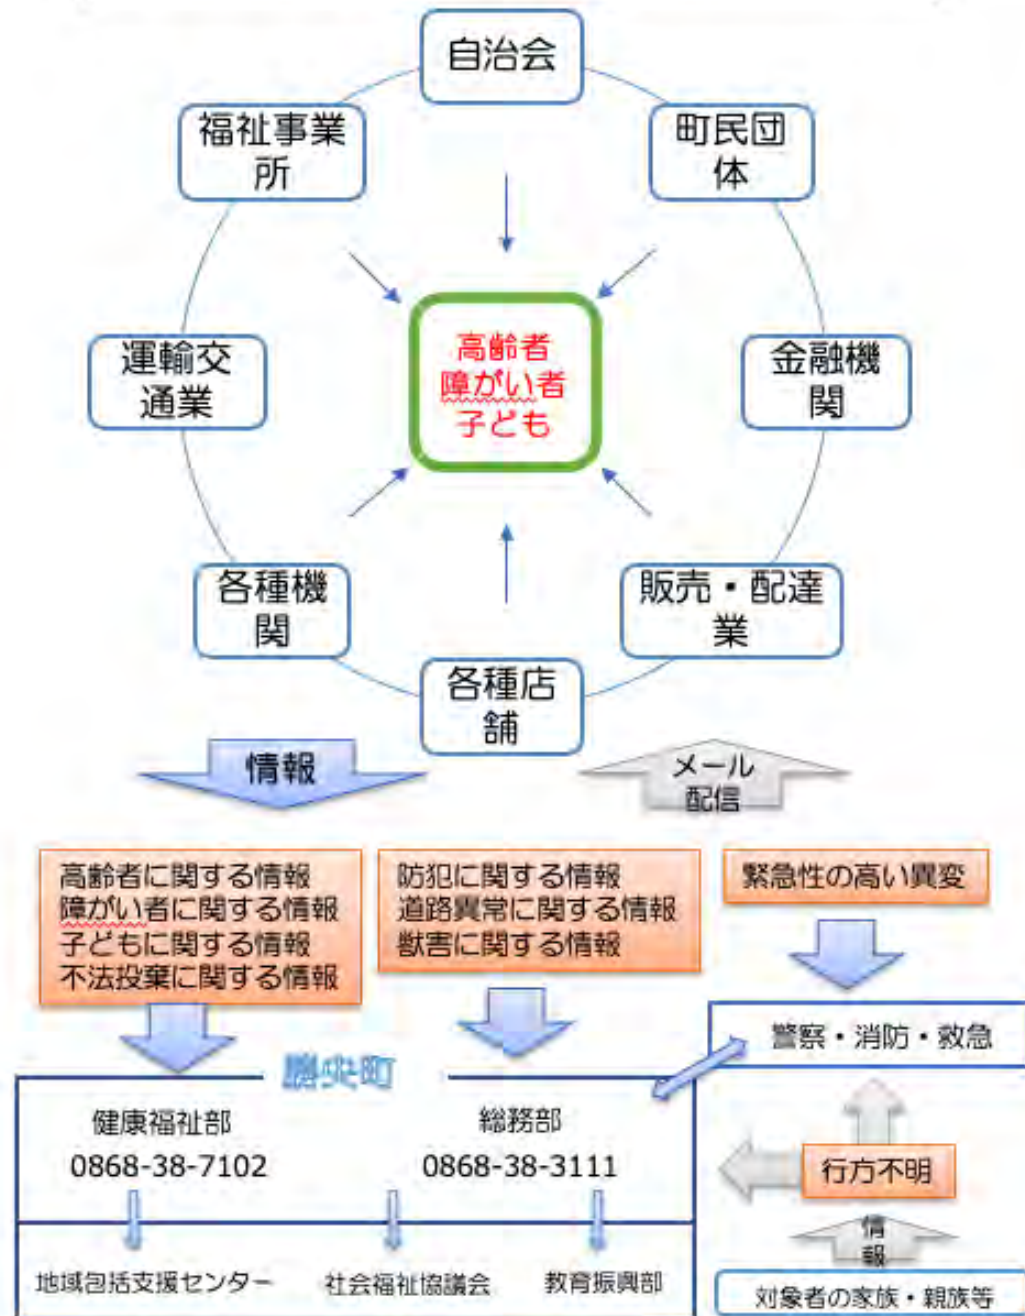 自治会
福祉事業
所
町民団
体
運輸交
通業
高齢者
障がい者
子ども
金融機
関
各種機
関
販売・配達
業
各種店
舗
情報
メール
配信
高齢者に関する情報
障がい者に関する情報
子どもに関する情報
不法投棄に関する情報
防犯に関する情報
道路異常に関する情報
獣害に関する情報
緊急性の高い異変
警察・消防・救急
勝央町
健康福祉部
0868-38-7102
総務部
0868-38-3111
行方不明
情
報
地域包括支援センター
社会福祉協議会
教育振興部
対象者の家族・親族等